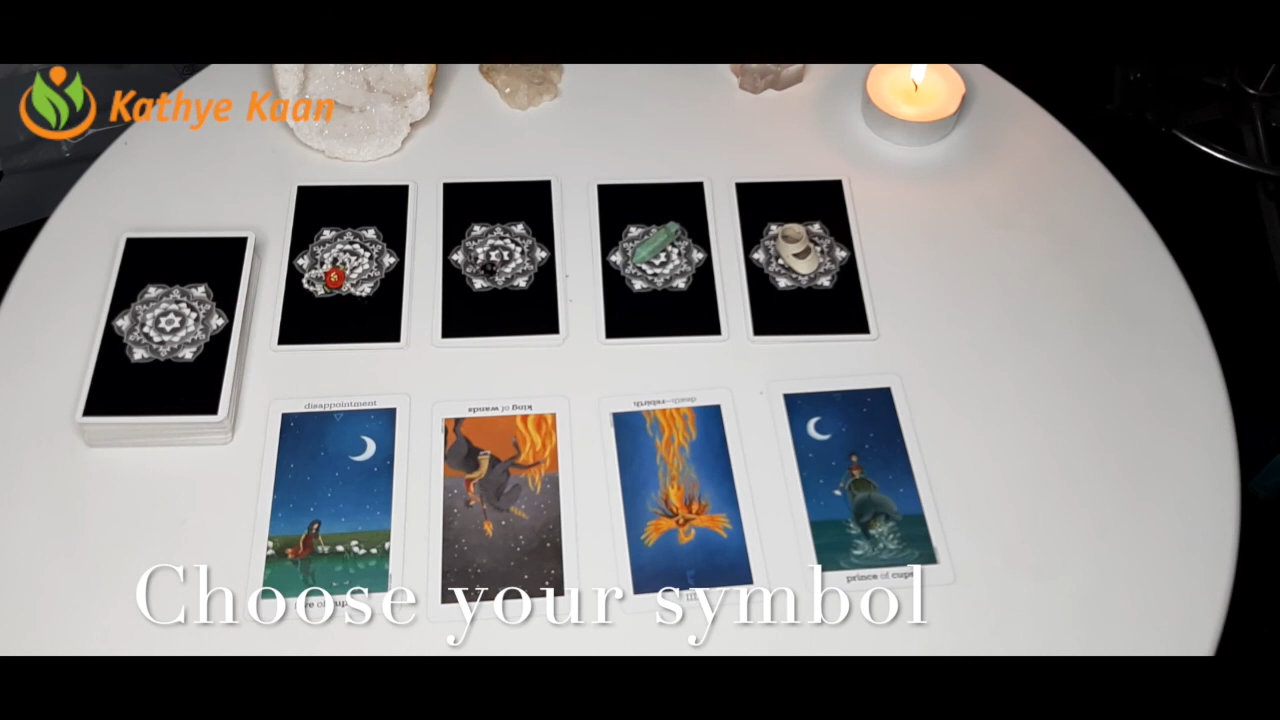 Kathye Kaan
disappointment
king of wands
death–rebirth
Choose your symbol
prince of cups